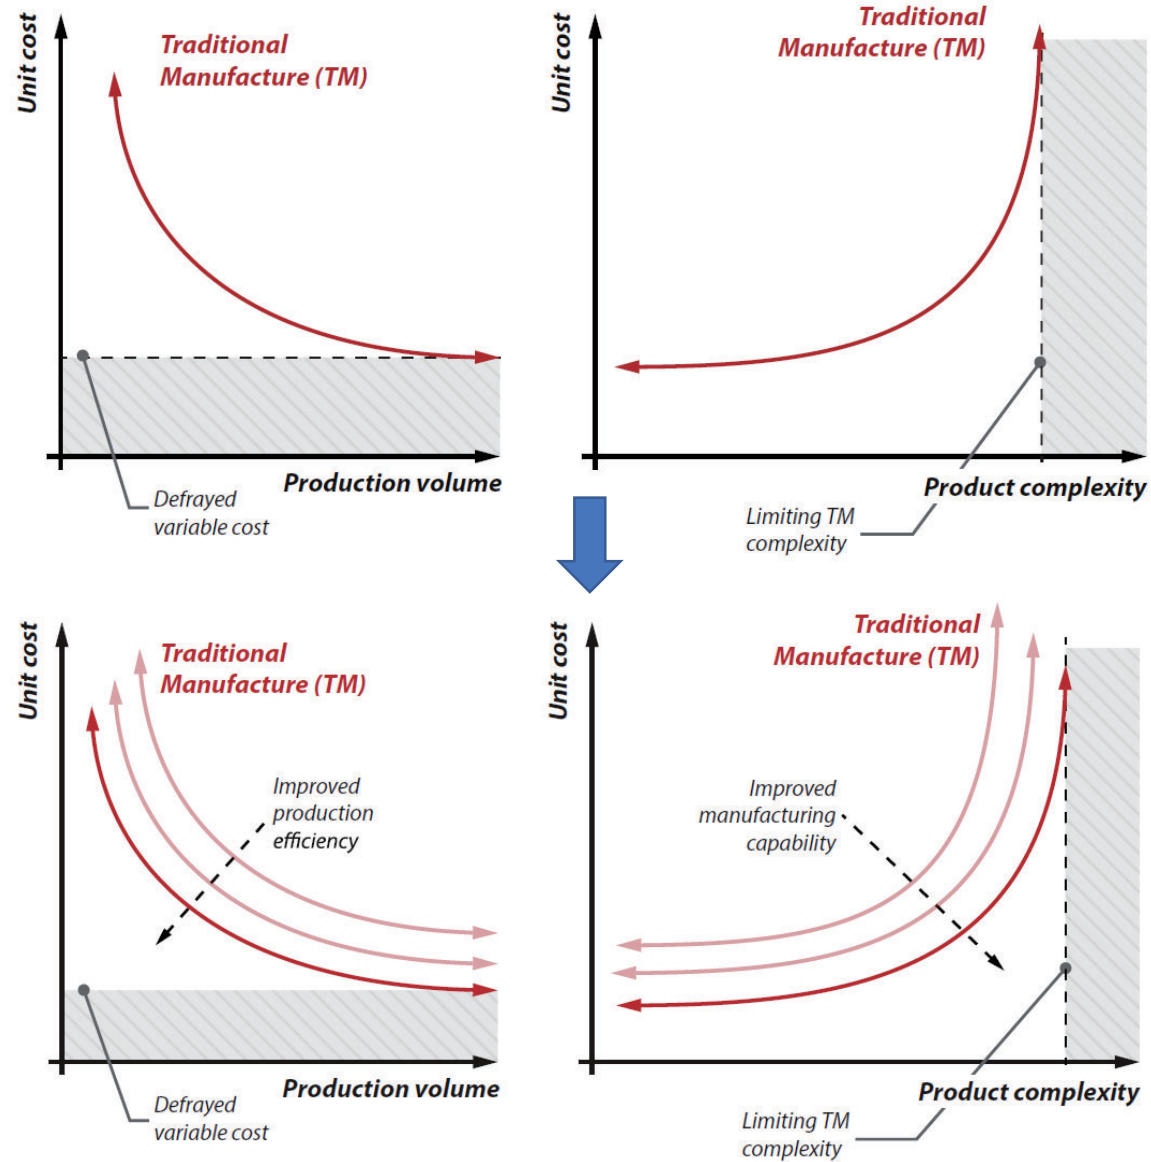 Unit cost
Traditional
Manufacture (TM)
Defrayed
variable cost
Production volume
Unit cost
Traditional
Manufacture (TM)
Limiting TM
complexity
Product complexity
Unit cost
Traditional
Manufacture (TM)
Improved
production
efficiency
Defrayed
variable cost
Production volume
Unit cost
Traditional
Manufacture (TM)
Improved
manufacturing
capability
Limiting TM
complexity
Product complexity